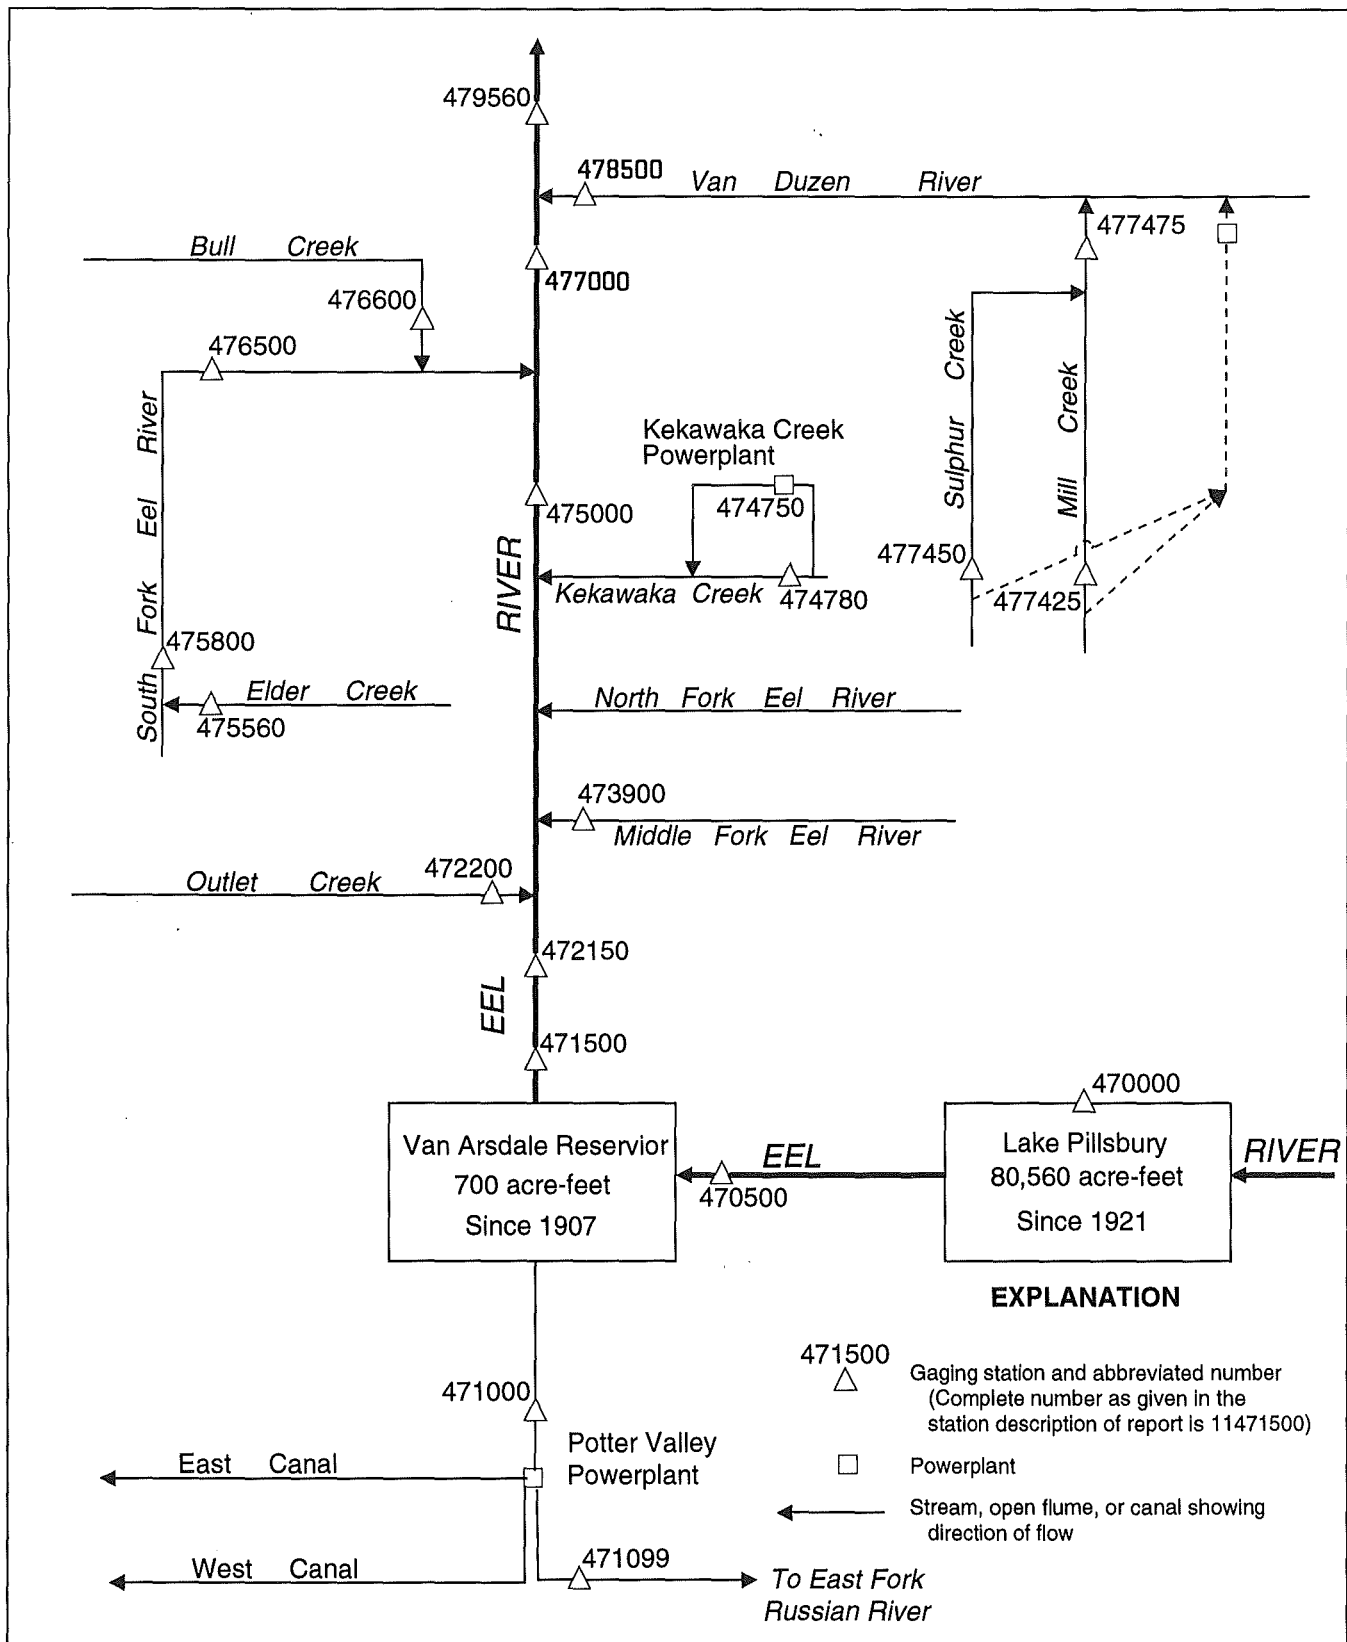 479560
478500
Van Duzen River
477475
Bull Creek
477000
476600
476500
Kekawaka Creek
Powerplant
474750
475000
477450
477425
Kekawaka Creek
474780
Sulphur Creek
Mill Creek
South Fork Eel River
475800
Elder Creek
475560
North Fork Eel River
473900
Middle Fork Eel River
472200
Outlet Creek
472150
EEL RIVER
471500
470000
Van Arsdale Reservior
700 acre-feet
Since 1907
EEL
470500
Lake Pillsbury
80,560 acre-feet
Since 1921
RIVER
EXPLANATION
471500
Gaging station and abbreviated number
(Complete number as given in the
station description of report is 11471500)
Powerplant
Stream, open flume, or canal showing
direction of flow
471000
Potter Valley
Powerplant
East Canal
West Canal
471099
To East Fork
Russian River